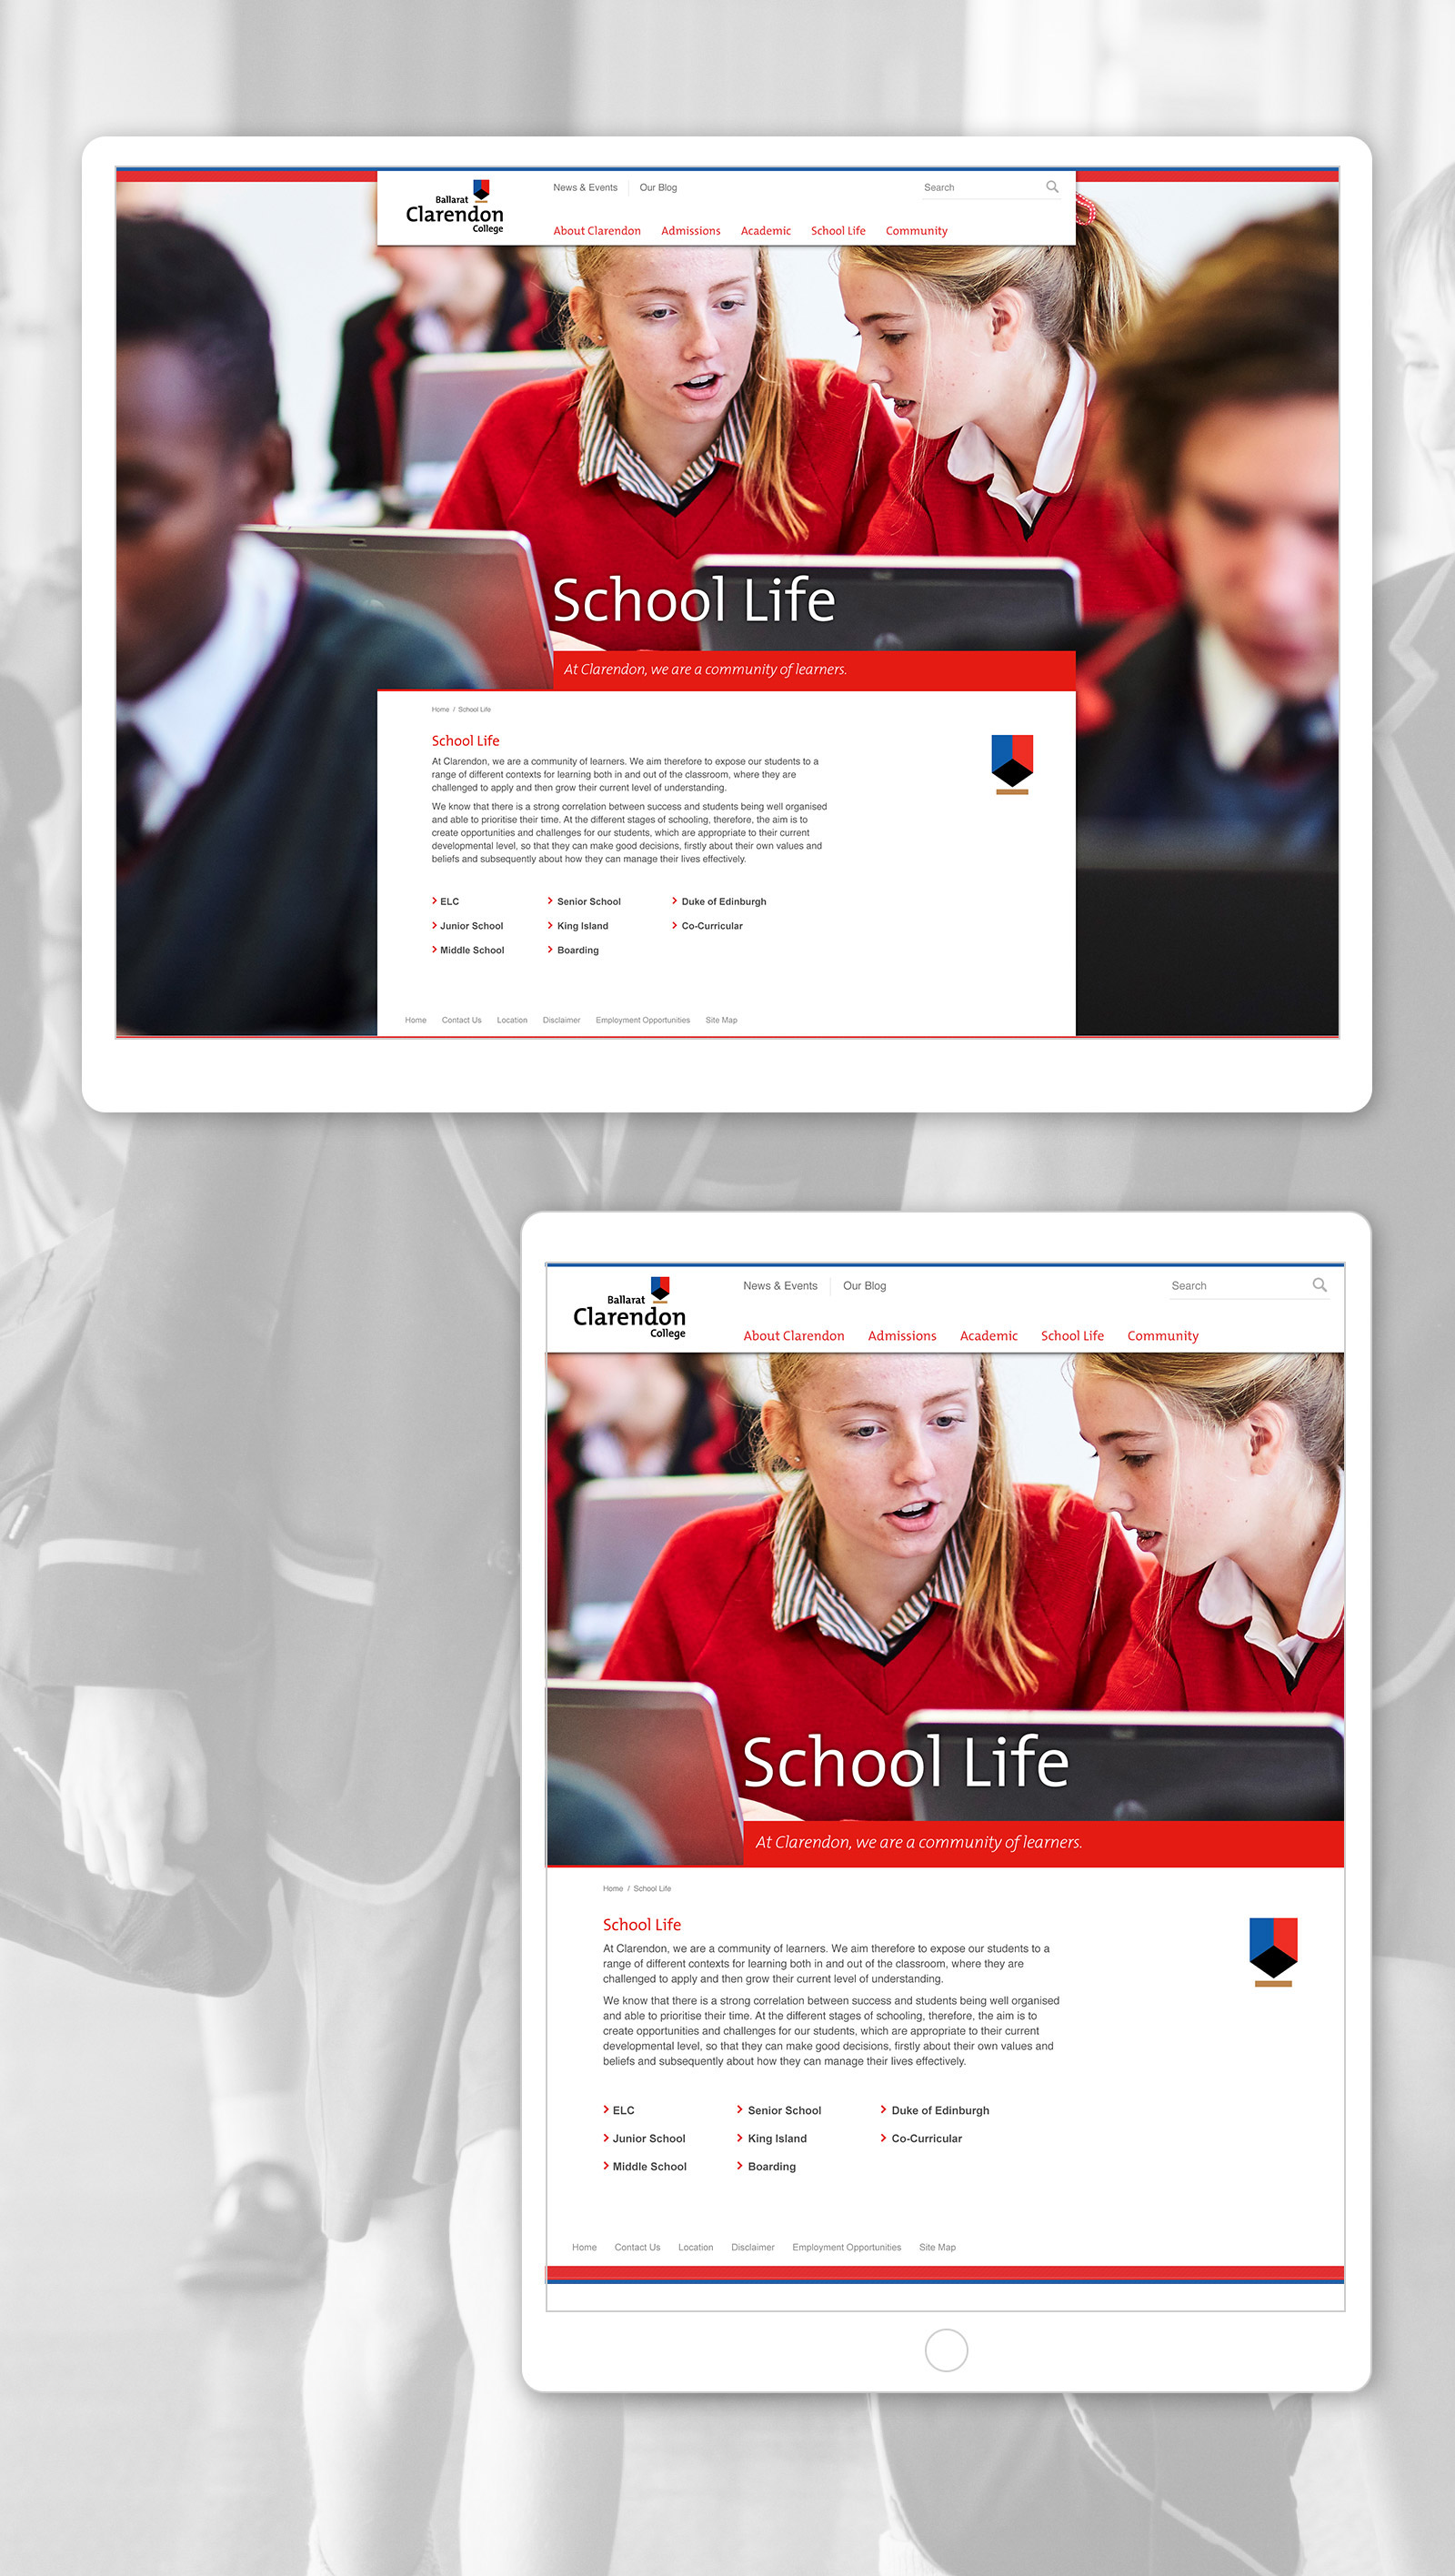 Ballarat
Clarendon
College
News & Events Our Blog
Search
About Clarendon Admissions Academic School Life Community
School Life
At Clarendon, we are a community of learners.
Home / School Life
School Life
At Clarendon, we are a community of learners. We aim therefore to expose our students to a
range of different contexts for learning both in and out of the classroom, where they are
challenged to apply and then grow their current level of understanding.
We know that there is a strong correlation between success and students being well organised
and able to prioritise their time. At the different stages of schooling, therefore, the aim is to
create opportunities and challenges for our students, which are appropriate to their current
developmental level, so that they can make good decisions, firstly about their own values and
beliefs and subsequently about how they can manage their lives effectively.
ELC Senior School Duke of Edinburgh
Junior School King Island Co-Curricular
Middle School Boarding
Home Contact Us Location Disclaimer Employment Opportunities Site Map
Ballarat
Clarendon
College
News & Events Our Blog
Search
About Clarendon Admissions Academic School Life Community
School Life
At Clarendon, we are a community of learners.
Home / School Life
School Life
At Clarendon, we are a community of learners. We aim therefore to expose our students to a
range of different contexts for learning both in and out of the classroom, where they are
challenged to apply and then grow their current level of understanding.
We know that there is a strong correlation between success and students being well organised
and able to prioritise their time. At the different stages of schooling, therefore, the aim is to
create opportunities and challenges for our students, which are appropriate to their current
developmental level, so that they can make good decisions, firstly about their own values and
beliefs and subsequently about how they can manage their lives effectively.
ELC Senior School Duke of Edinburgh
Junior School King Island Co-Curricular
Middle School Boarding
Home Contact Us Location Disclaimer Employment Opportunities Site Map